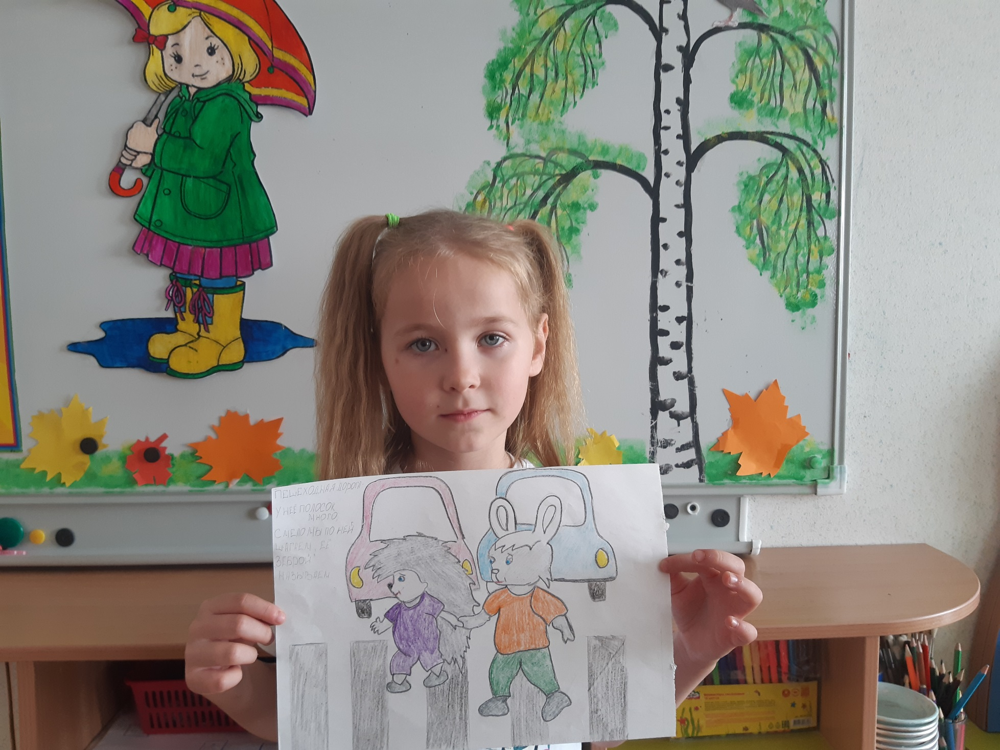 ПЕШЕХОДНАЯ ДОРОГА-
У НЕЁ ПОЛОСОК
МНОГО,
СМЕЛО МЫ ПО НЕЙ
ШАГАЕМ, ЕЁ
ЗЕБРОЙ"
НАЗЫВАЕМ